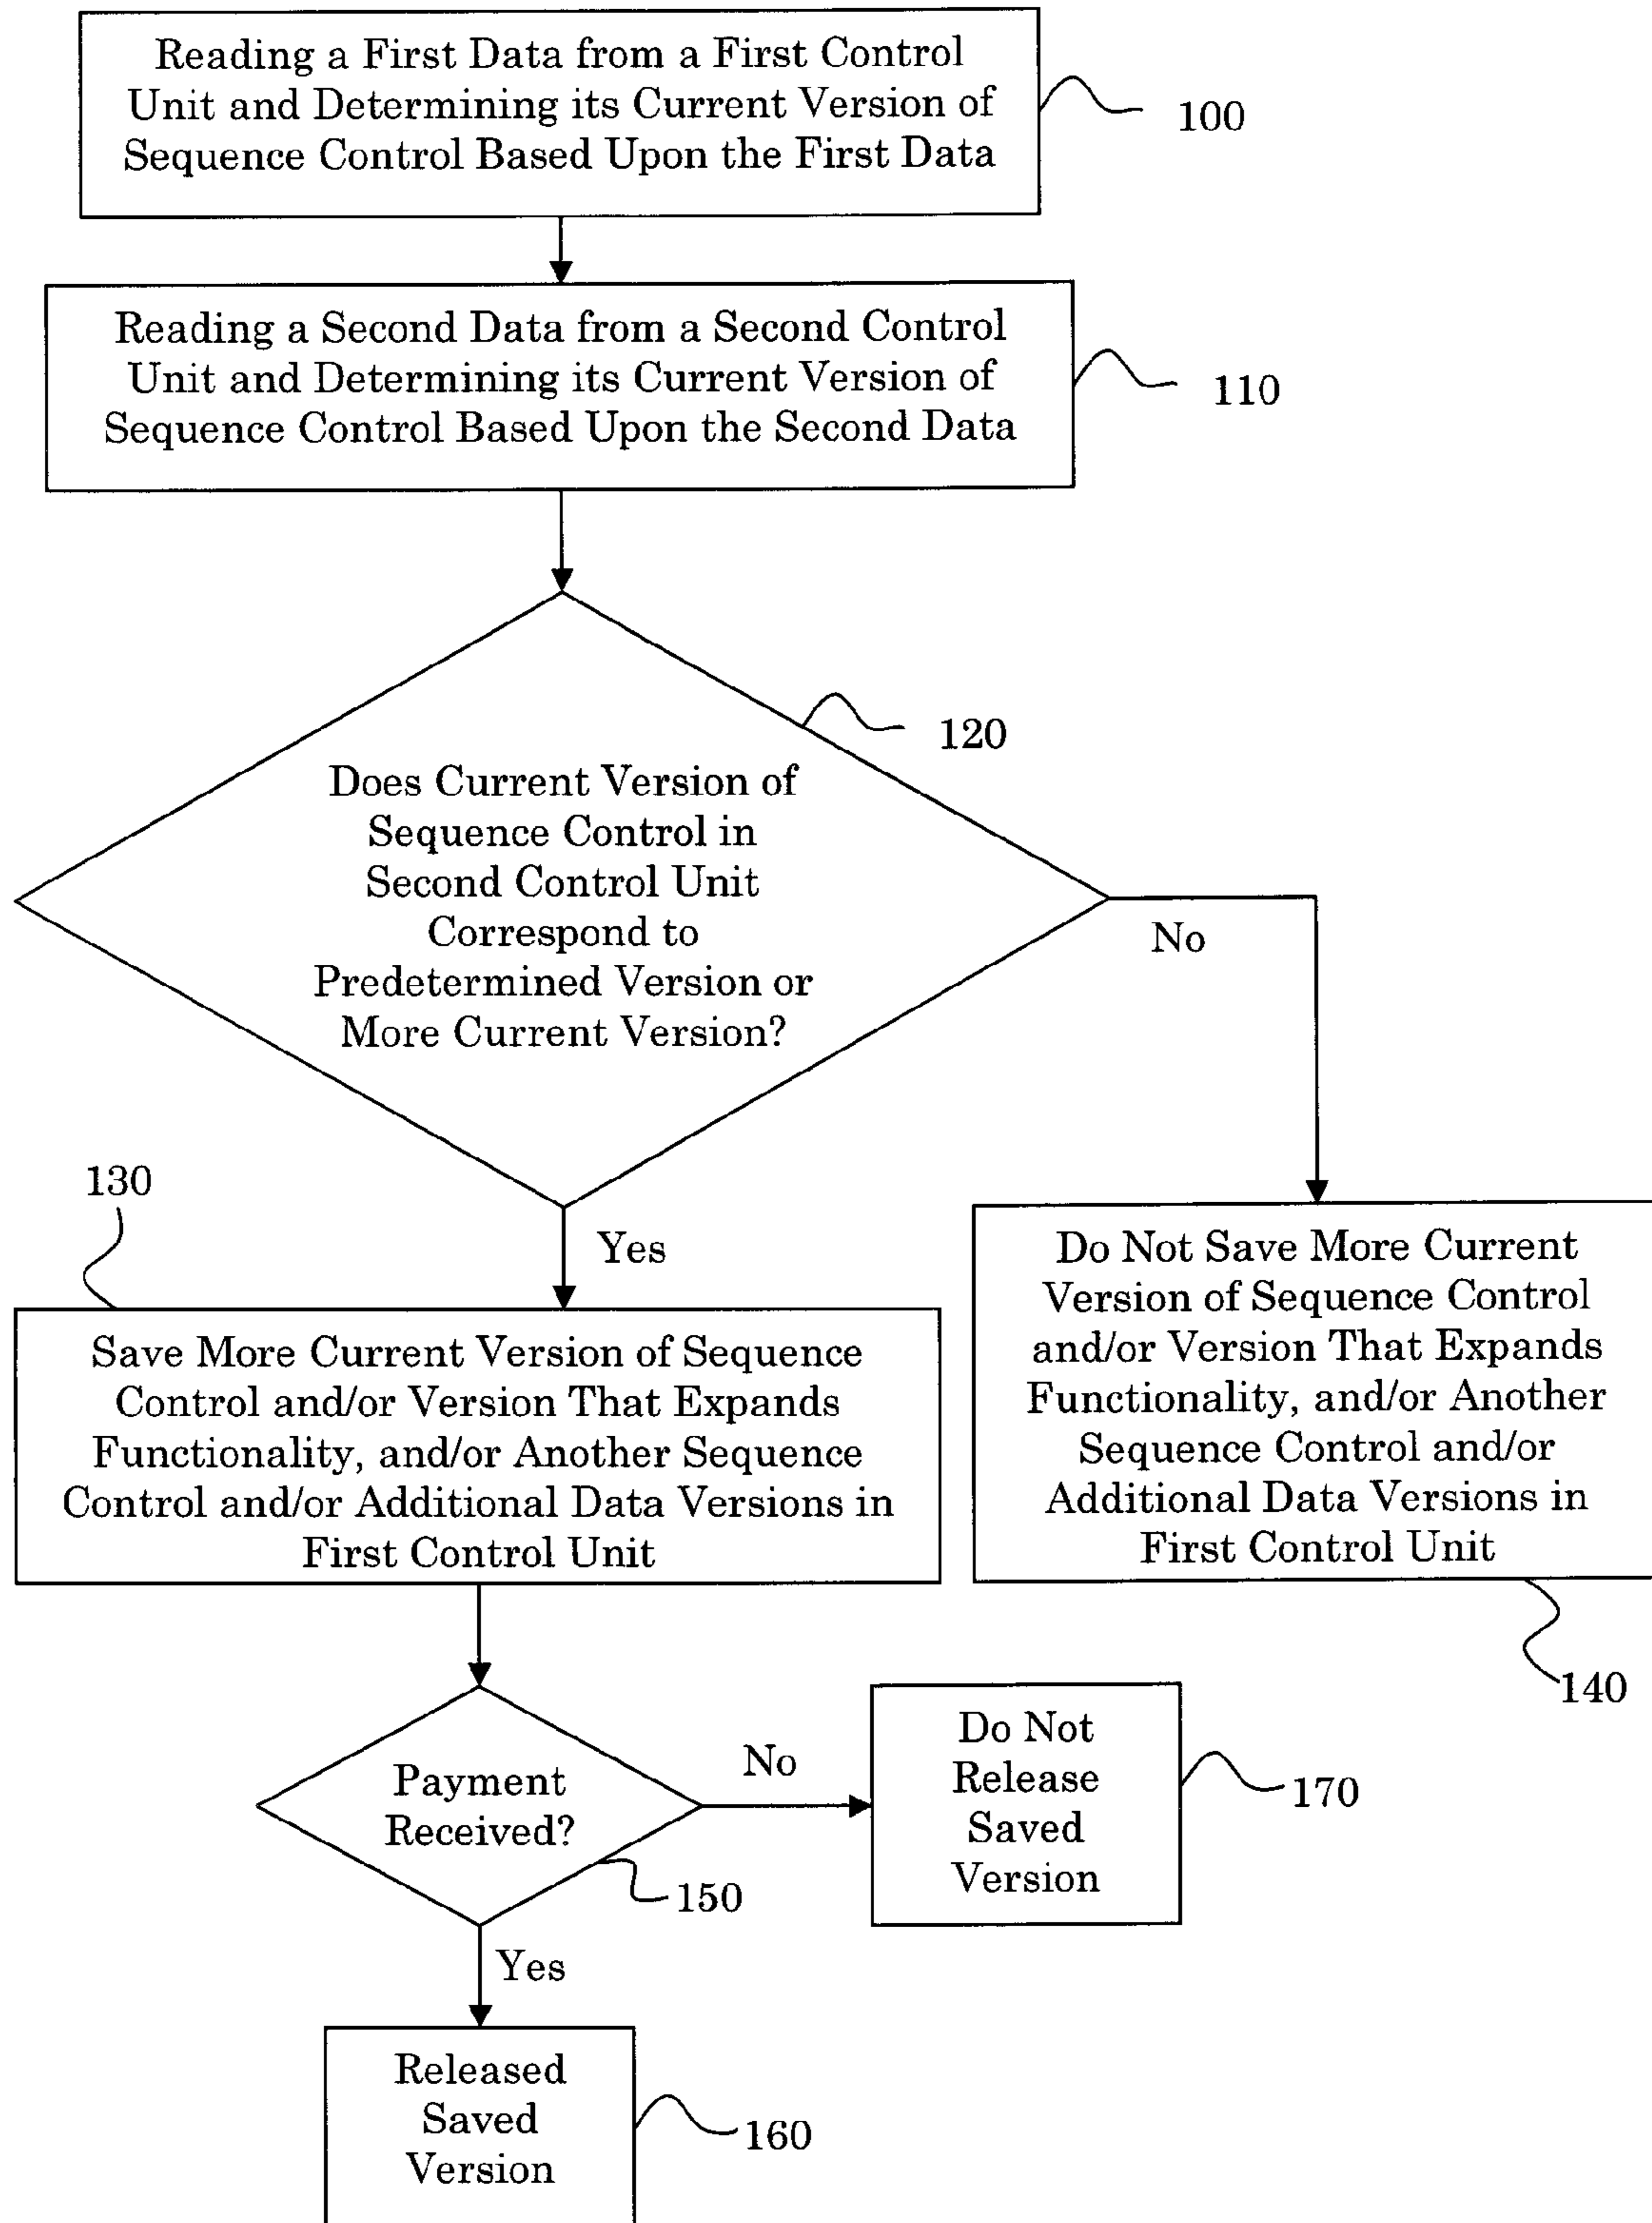 Reading a First Data from a First Control
Unit and Determining its Current Version of
Sequence Control Based Upon the First Data
100
Reading a Second Data from a Second Control
Unit and Determining its Current Version of
Sequence Control Based Upon the Second Data
110
120
Does Current Version of
Sequence Control in
Second Control Unit
Correspond to
Predetermined Version or
More Current Version?
No
Yes
130
Save More Current Version of Sequence
Control and/or Version That Expands
Functionality, and/or Another Sequence
Control and/or Additional Data Versions in
First Control Unit
Do Not Save More Current
Version of Sequence Control
and/or Version That Expands
Functionality, and/or Another
Sequence Control and/or
Additional Data Versions in
First Control Unit
140
Payment
Received?
150
No
Do Not
Release
Saved
Version
170
Yes
Released
Saved
Version
160